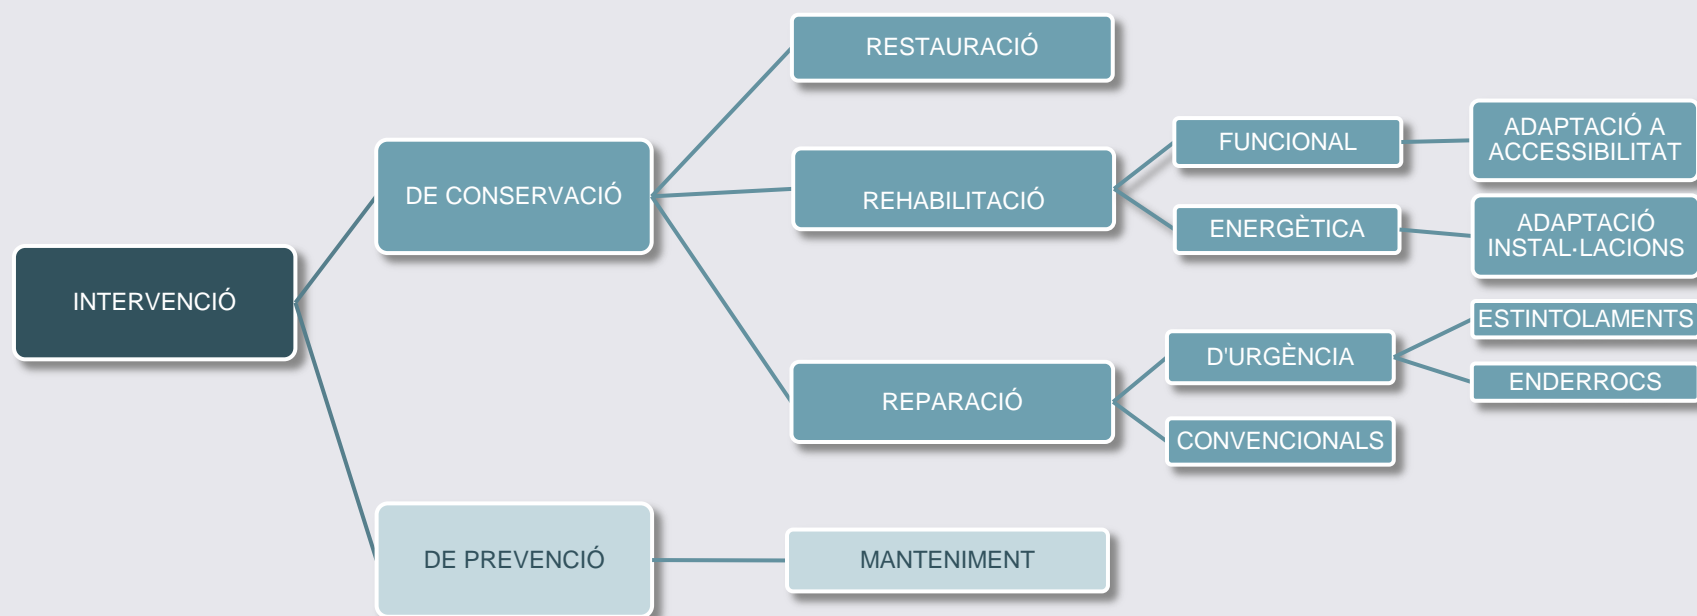 RESTAURACIÓ
FUNCIONAL
ADAPTACIÓ A
ACCESSIBILITAT
DE CONSERVACIÓ
REHABILITACIÓ
ENERGÈTICA
ADAPTACIÓ
INSTAL·LACIONS
INTERVENCIÓ
ESTINTOLAMENTS
D'URGÈNCIA
ENDERROCS
REPARACIÓ
CONVENCIONALS
DE PREVENCIÓ
MANTENIMENT